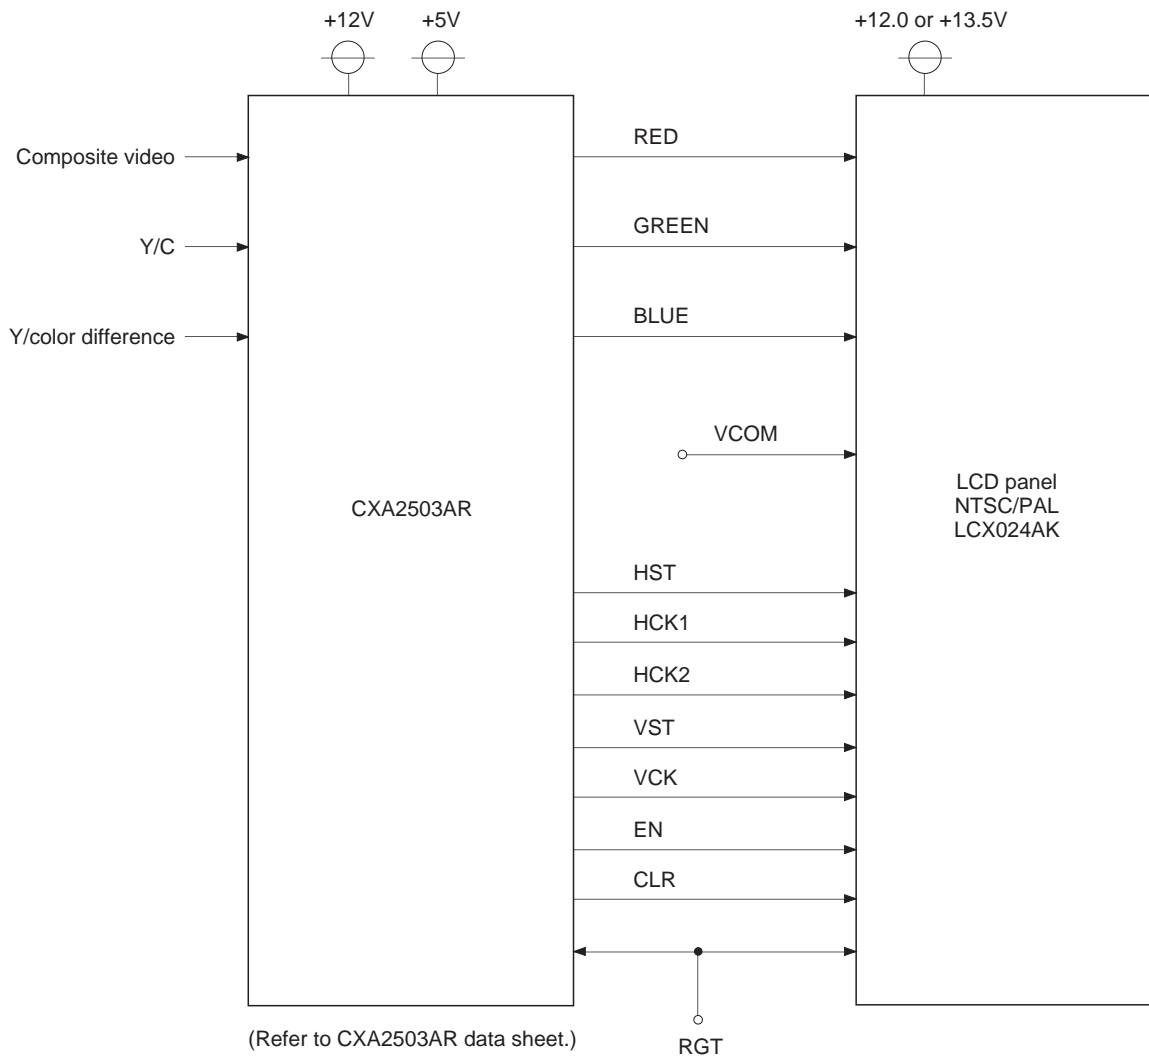 +12V
+5V
+12.0 or +13.5V
Composite video
Y/C
Y/color difference
CXA2503AR
RED
GREEN
BLUE
VCOM
HST
HCK1
HCK2
VST
VCK
EN
CLR
RGT
LCD panel
NTSC/PAL
LCX024AK
(Refer to CXA2503AR data sheet.)